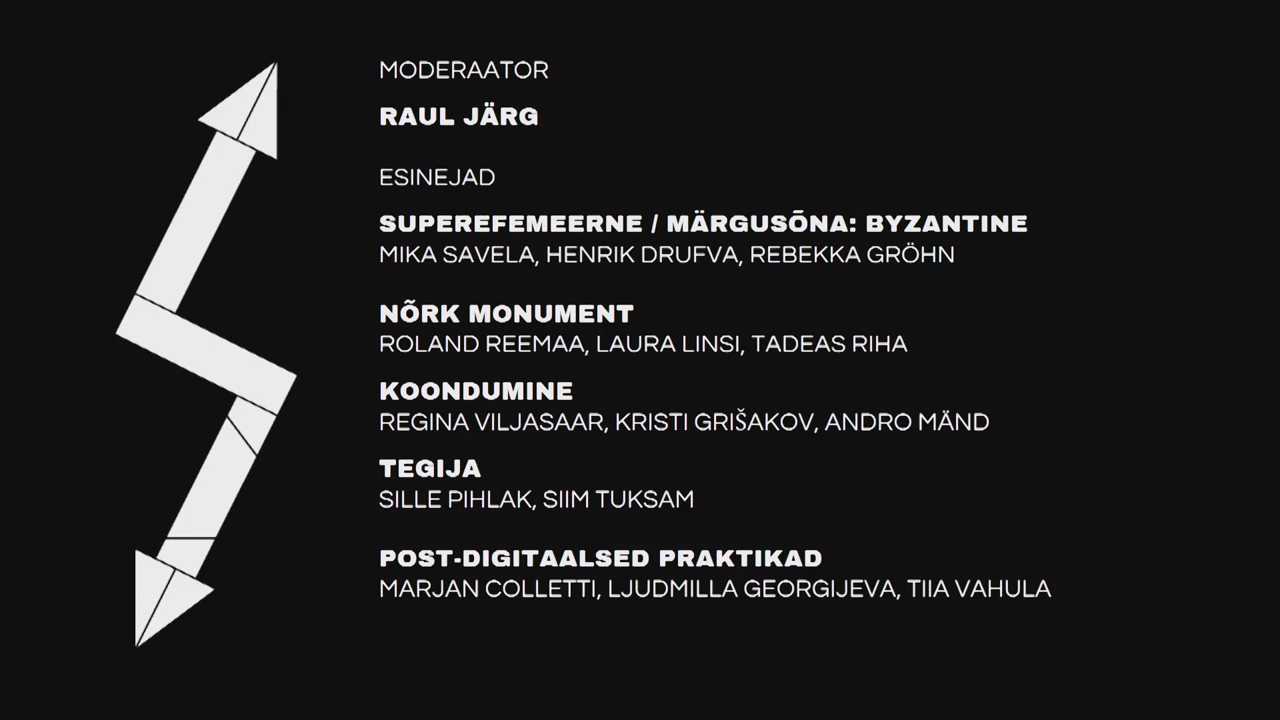 MODERAATOR
RAUL JÄRG
ESINEJAD
SUPEREFEMEERNE / MÄRGUSÕNA: BYZANTINE
MIKA SAVELA, HENRIK DRUFVA, REBEKKA GRÖHN
NÕRK MONUMENT
ROLAND REEMAA, LAURA LINSI, TADEAS RIHA
KOONDUMINE
REGINA VILJASAAR, KRISTI GRIŠAKOV, ANDRO MÄND
TEGIJA
SILLE PIHLAK, SIIM TUKSAM
POST-DIGITAALSED PRAKTIKAD
MARJAN COLLETTI, LJUDMILLA GEORGIJEVA, TIIA VAHULA